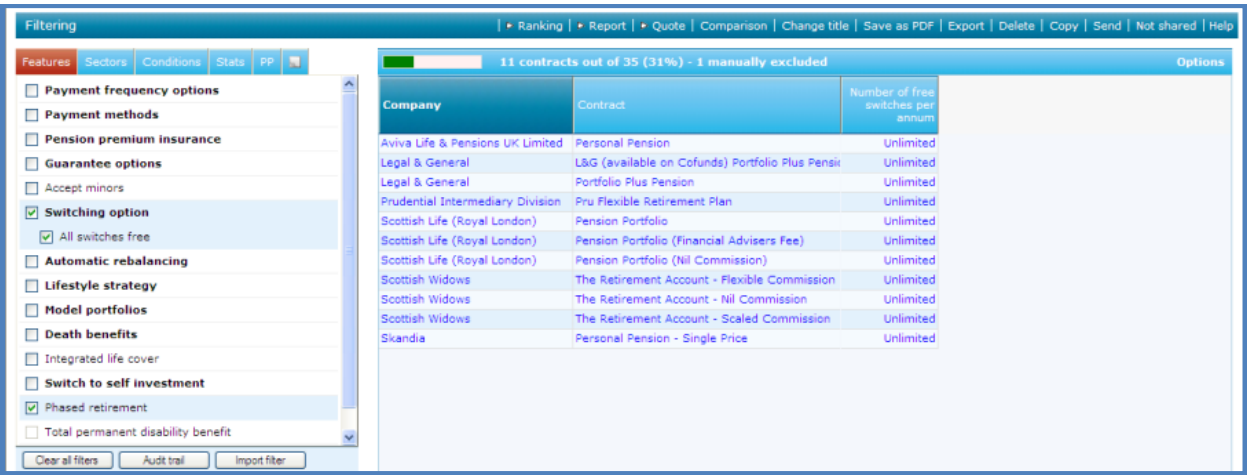 Filtering
Ranking | Report | Quote | Comparison | Change title | Save as PDF | Export | Delete | Copy | Send | Not shared | Help
Features Sectors Conditions Stats PP
Payment frequency options
Payment methods
Pension premium insurance
Guarantee options
Accept minors
Switching option
All switches free
Automatic rebalancing
Lifestyle strategy
Model portfolios
Death benefits
Integrated life cover
Switch to self investment
Phased retirement
Total permanent disability benefit
Clear all filters Audit trail Import filter
11 contracts out of 35 (31%) - 1 manually excluded Options
Company Contract Number of free switches per annum
Aviva Life & Pensions UK Limited Personal Pension Unlimited
Legal & General L&G (available on Cofunds) Portfolio Plus Pensi Unlimited
Legal & General Portfolio Plus Pension Unlimited
Prudential Intermediary Division Pru Flexible Retirement Plan Unlimited
Scottish Life (Royal London) Pension Portfolio Unlimited
Scottish Life (Royal London) Pension Portfolio (Financial Advisers Fee) Unlimited
Scottish Life (Royal London) Pension Portfolio (Nil Commission) Unlimited
Scottish Widows The Retirement Account - Flexible Commission Unlimited
Scottish Widows The Retirement Account - Nil Commission Unlimited
Scottish Widows The Retirement Account - Scaled Commission Unlimited
Skandia Personal Pension - Single Price Unlimited